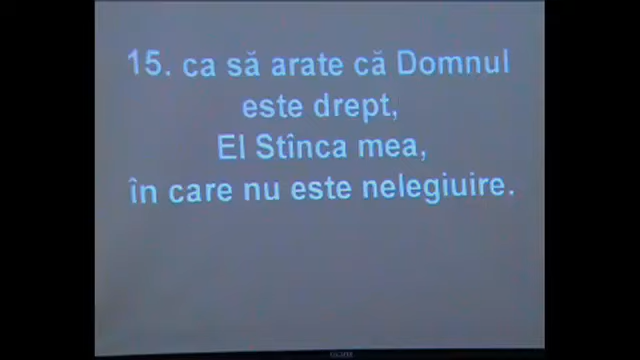 15. ca să arate că Domnul
este drept,
El Stînca mea,
în care nu este nelegiuire.